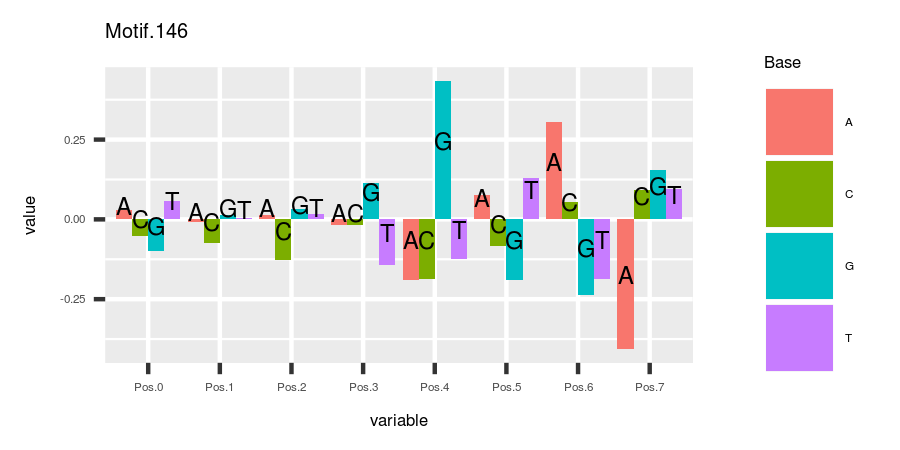 Motif.146
value
0.25
0.00
-0.25
A C G T A C G T A C G T A C G T A C G T A C G T A C G T A C G T
Pos.0 Pos.1 Pos.2 Pos.3 Pos.4 Pos.5 Pos.6 Pos.7
variable
Base
A
C
G
T